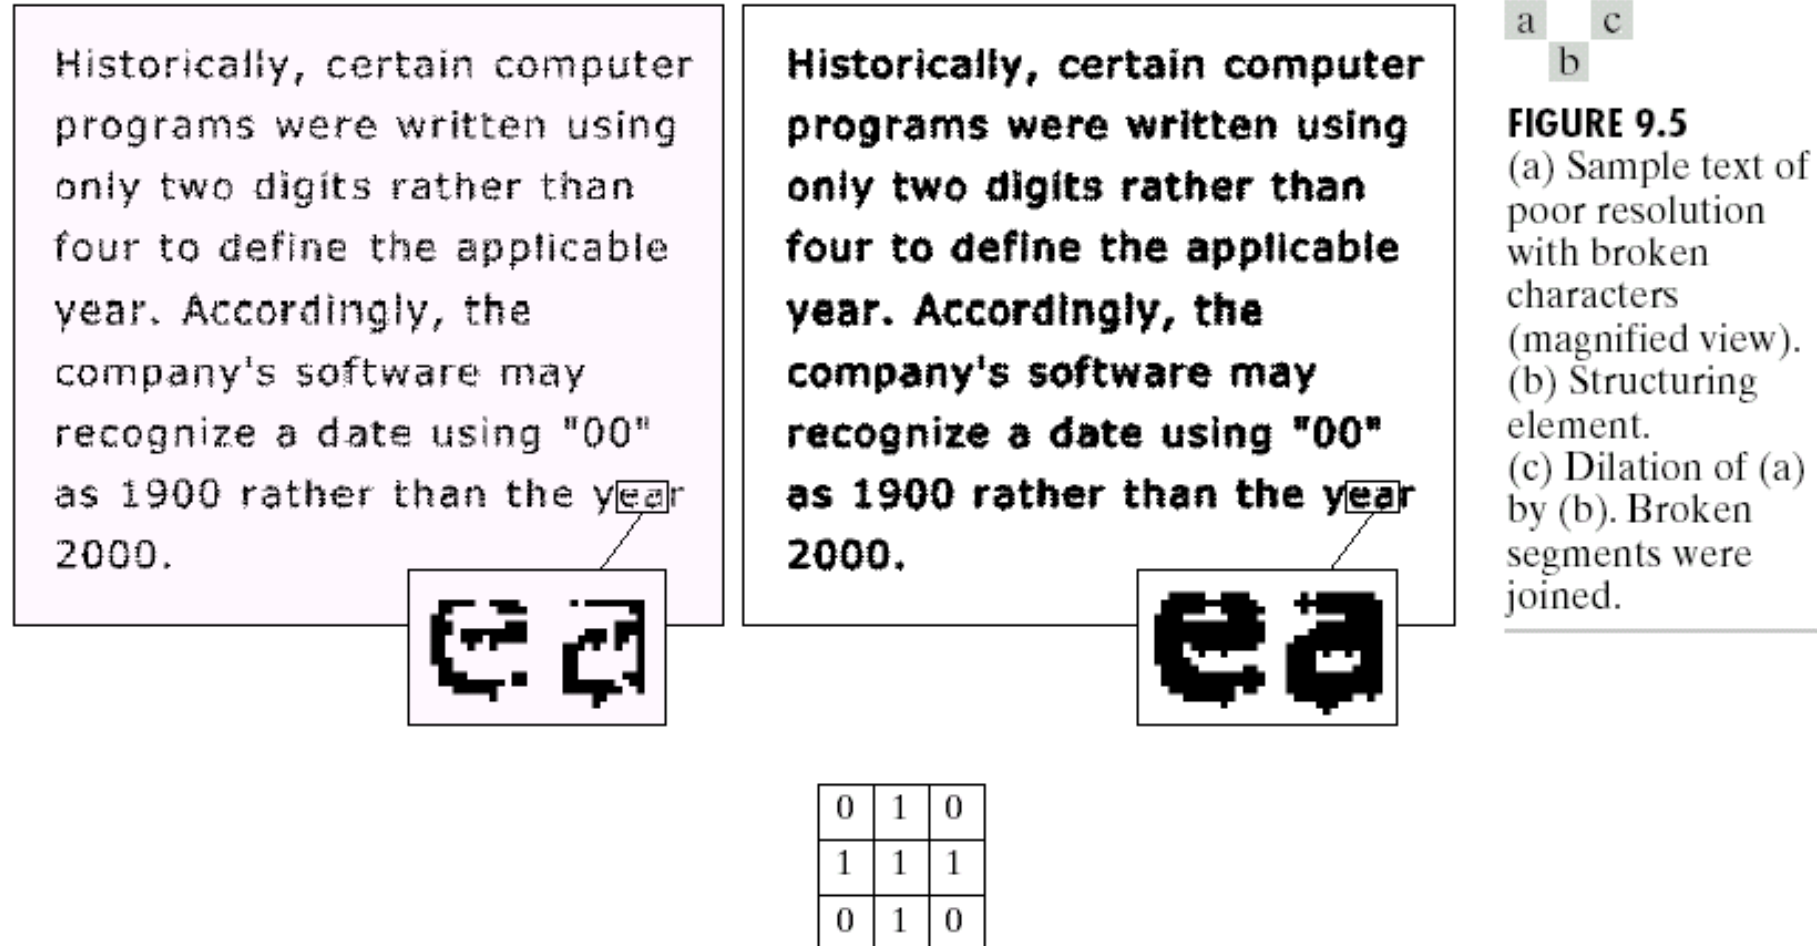 Historically, certain computer
programs were written using
only two digits rather than
four to define the applicable
year. Accordingly, the
company's software may
recognize a date using "00"
as 1900 rather than the year
2000.
e a
Historically, certain computer
programs were written using
only two digits rather than
four to define the applicable
year. Accordingly, the
company's software may
recognize a date using "00"
as 1900 rather than the year
2000.
e a
0 1 0
1 1 1
0 1 0
a c
b
FIGURE 9.5
(a) Sample text of
poor resolution
with broken
characters
(magnified view).
(b) Structuring
element.
(c) Dilation of (a)
by (b). Broken
segments were
joined.